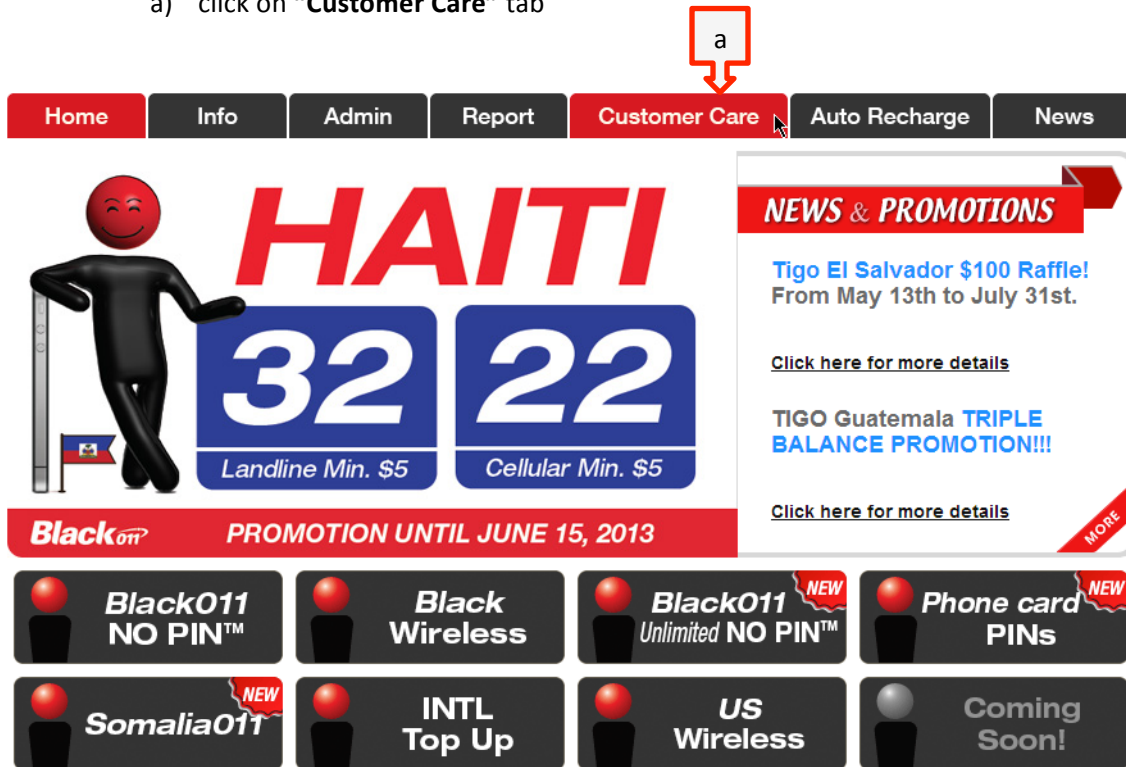 a) click on "Customer Care" tab
a
Home Info Admin Report Customer Care Auto Recharge News
HAITI
32 22
Landline Min. $5 Cellular Min. $5
Black011 PROMOTION UNTIL JUNE 15, 2013
NEWS & PROMOTIONS
Tigo El Salvador $100 Raffle!
From May 13th to July 31st.
Click here for more details
TIGO Guatemala TRIPLE
BALANCE PROMOTION!!!
Click here for more details
MORE
Black011
NO PIN™
Black
Wireless
Black011
Unlimited NO PIN™
NEW
Phone card
PINs
NEW
Somalia011
NEW
INTL
Top Up
US
Wireless
Coming
Soon!